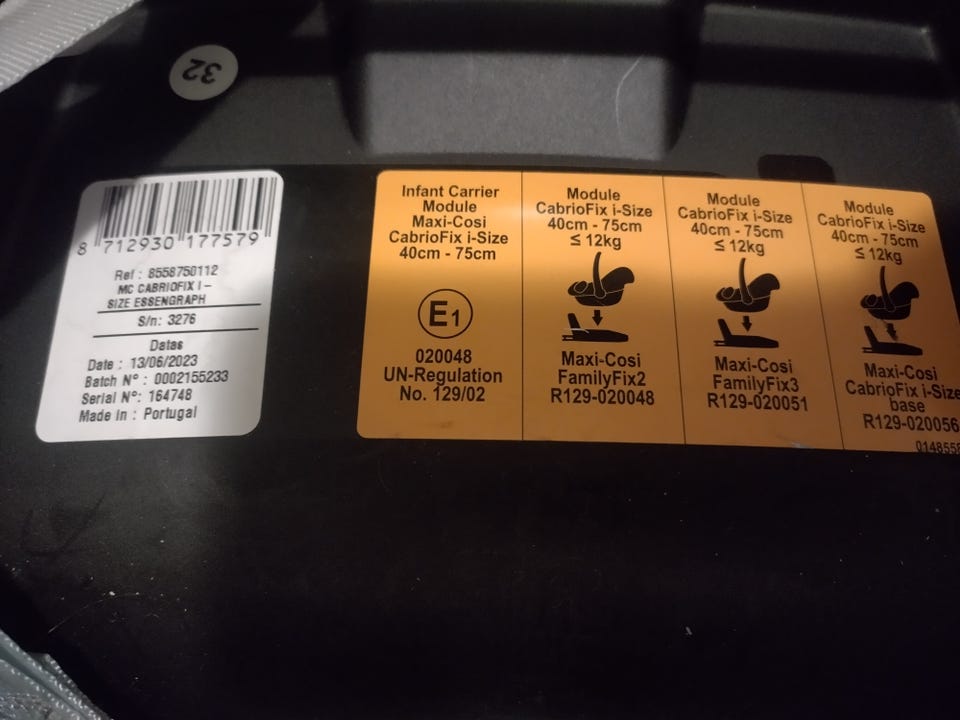 32
8 712930 177579
Ref : 8558750112
MC CABRIOFIX I -
SIZE ESSENGRAPH
S/n: 3276
Datas
Date : 13/06/2023
Batch N° : 0002155233
Serial N°: 164748
Made in : Portugal
Infant Carrier
Module
Maxi-Cosi
CabrioFix i-Size
40cm - 75cm
E1
020048
UN-Regulation
No. 129/02
Module
CabrioFix i-Size
40cm - 75cm
≤ 12kg
Maxi-Cosi
FamilyFix2
R129-020048
Module
CabrioFix i-Size
40cm - 75cm
≤ 12kg
Maxi-Cosi
FamilyFix3
R129-020051
Module
CabrioFix i-Size
40cm - 75cm
≤ 12kg
Maxi-Cosi
CabrioFix i-Size
base
R129-020056